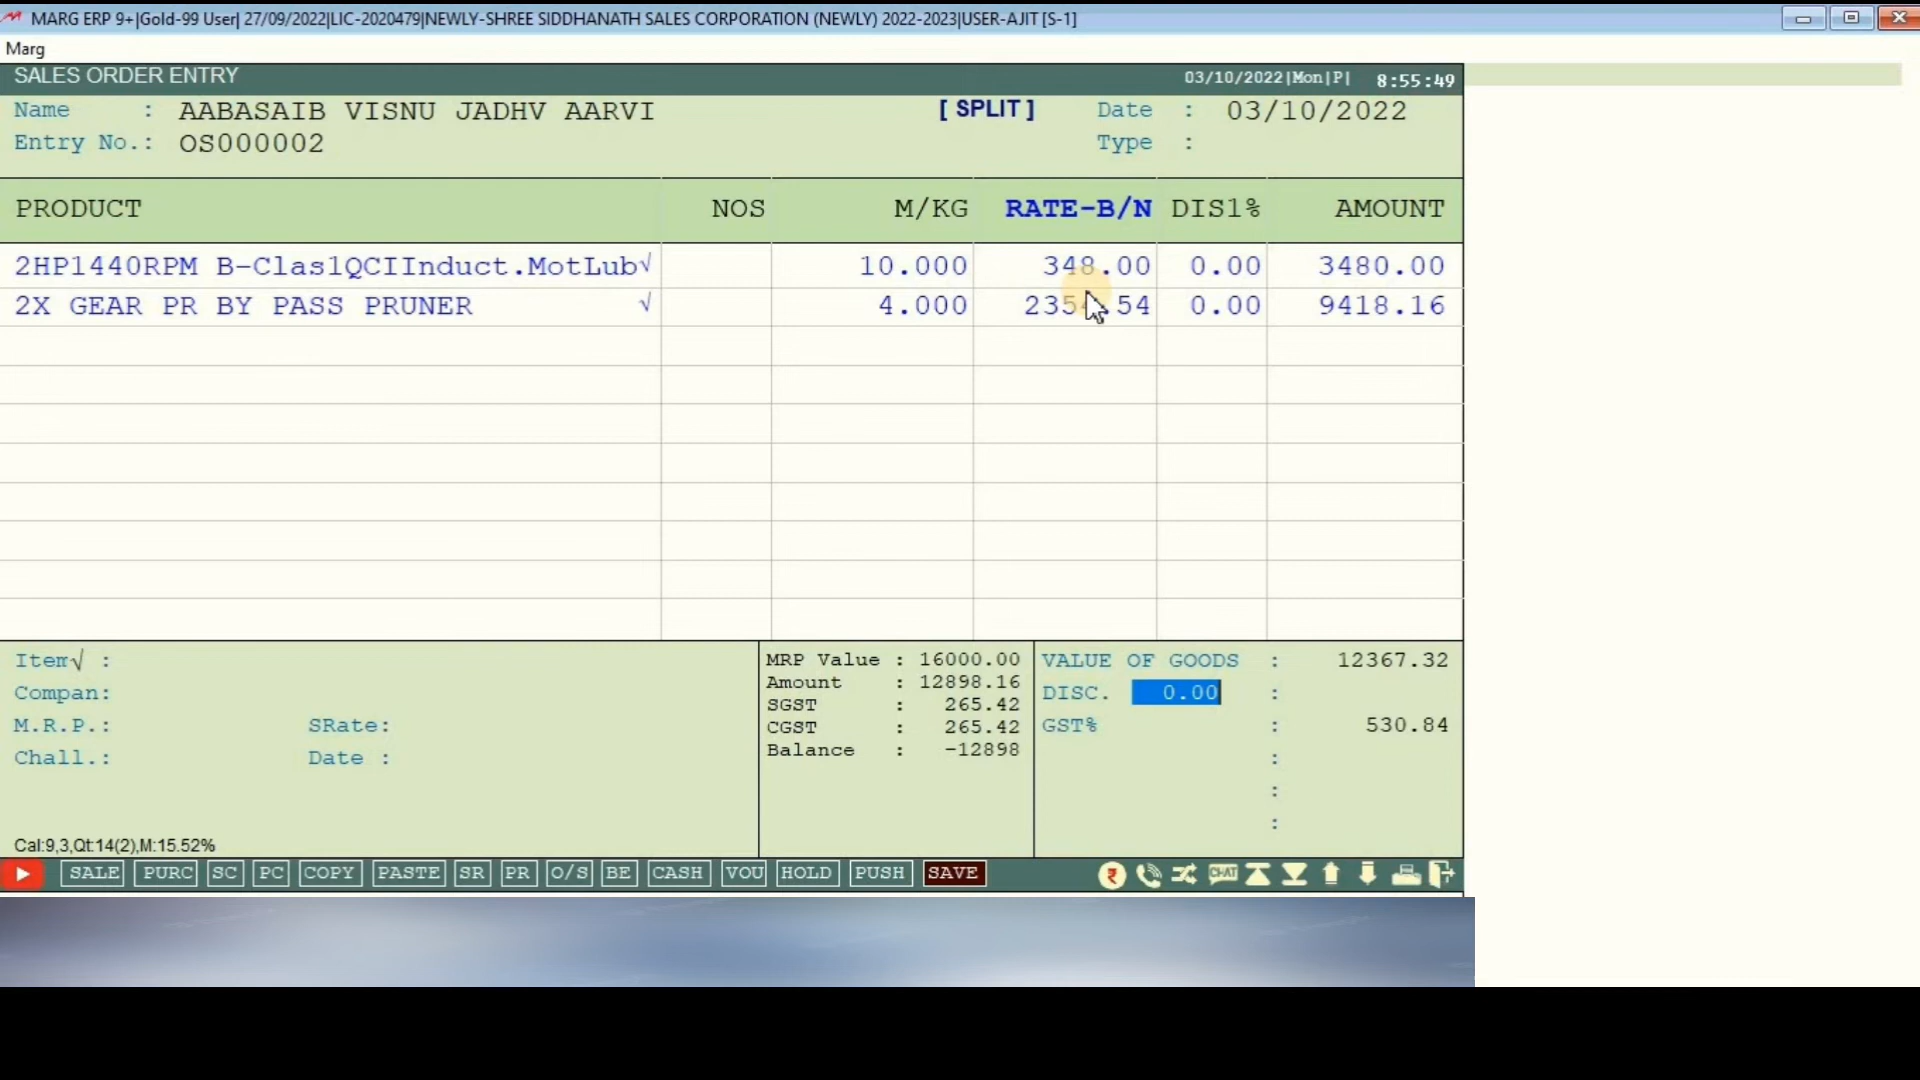 MARG ERP 9+|Gold-99 User| 27/09/2022|LIC-2020479|NEWLY-SHREE SIDDHANATH SALES CORPORATION (NEWLY) 2022-2023|USER-AJIT [S-1]
Marg
SALES ORDER ENTRY 03/10/2022|Mon|P| 8:55:49
Name : AABASAIB VISNU JADHV AARVI [ SPLIT ] Date : 03/10/2022
Entry No.: OS000002 Type :
PRODUCT NOS M/KG RATE-B/N DIS1% AMOUNT
2HP1440RPM B-Clas1QCIInduct.MotLub√ 10.000 348.00 0.00 3480.00
2X GEAR PR BY PASS PRUNER √ 4.000 0.00 9418.16
Item√ : MRP Value : 16000.00 VALUE OF GOODS : 12367.32
Compan: Amount : 12898.16 DISC. 0.00 :
SGST : 265.42
M.R.P.: SRate: CGST : 265.42 GST% : 530.84
Chall.: Date : Balance : -12898 :
:
:
Cal:9,3,Qt:14(2),M:15.52%
SALE PURC SC PC COPY PASTE SR PR O/S BE CASH VOU HOLD PUSH SAVE ₹ CHAT